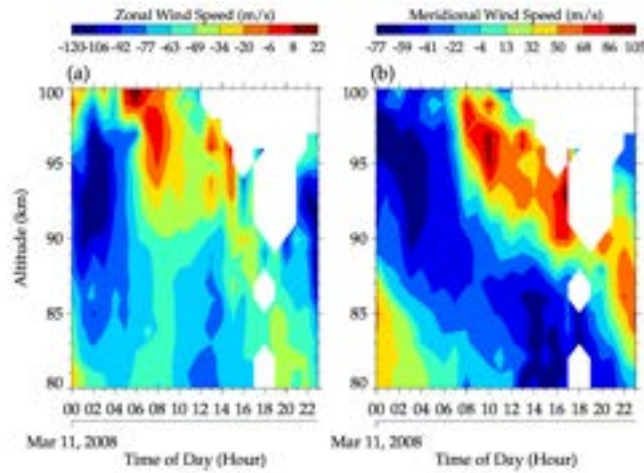 Zonal Wind Speed (m/s)
Meridional Wind Speed (m/s)
-120-106-92 -77 -63 -49 -34 -20 -6 8 22
-77 -59 -41 -22 -4 13 32 50 68 86 105
(a)
(b)
Altitude (km)
100
95
90
85
80
100
95
90
85
80
00 02 04 06 08 10 12 14 16 18 20 22
00 02 04 06 08 10 12 14 16 18 20 22
Mar 11, 2008
Mar 11, 2008
Time of Day (Hour)
Time of Day (Hour)